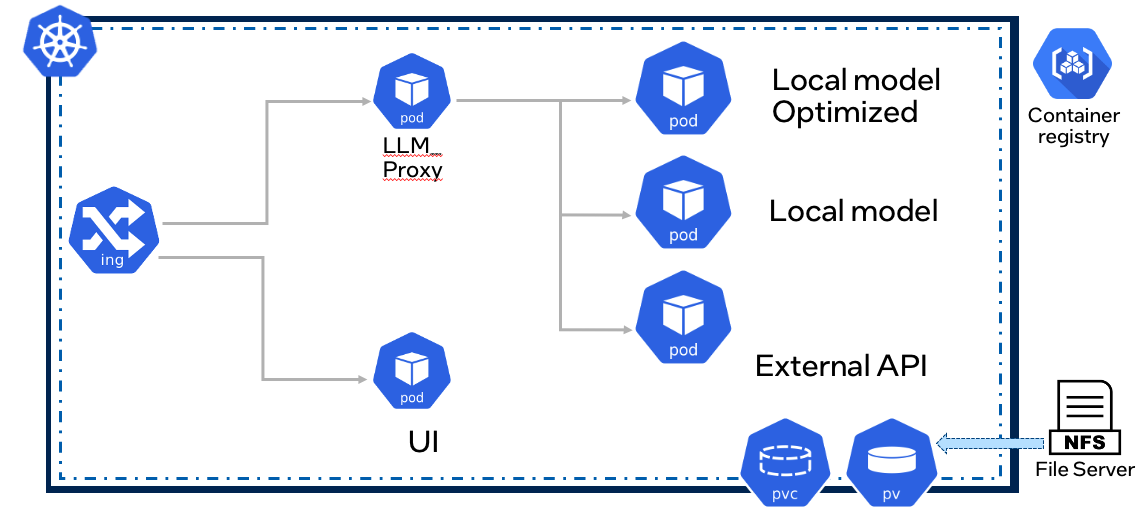 pod
LLM_
Proxy
pod
Local model
Optimized
Container
registry
pod
Local model
ing
pod
External API
pod
UI
pvc
pv
NFS
File Server